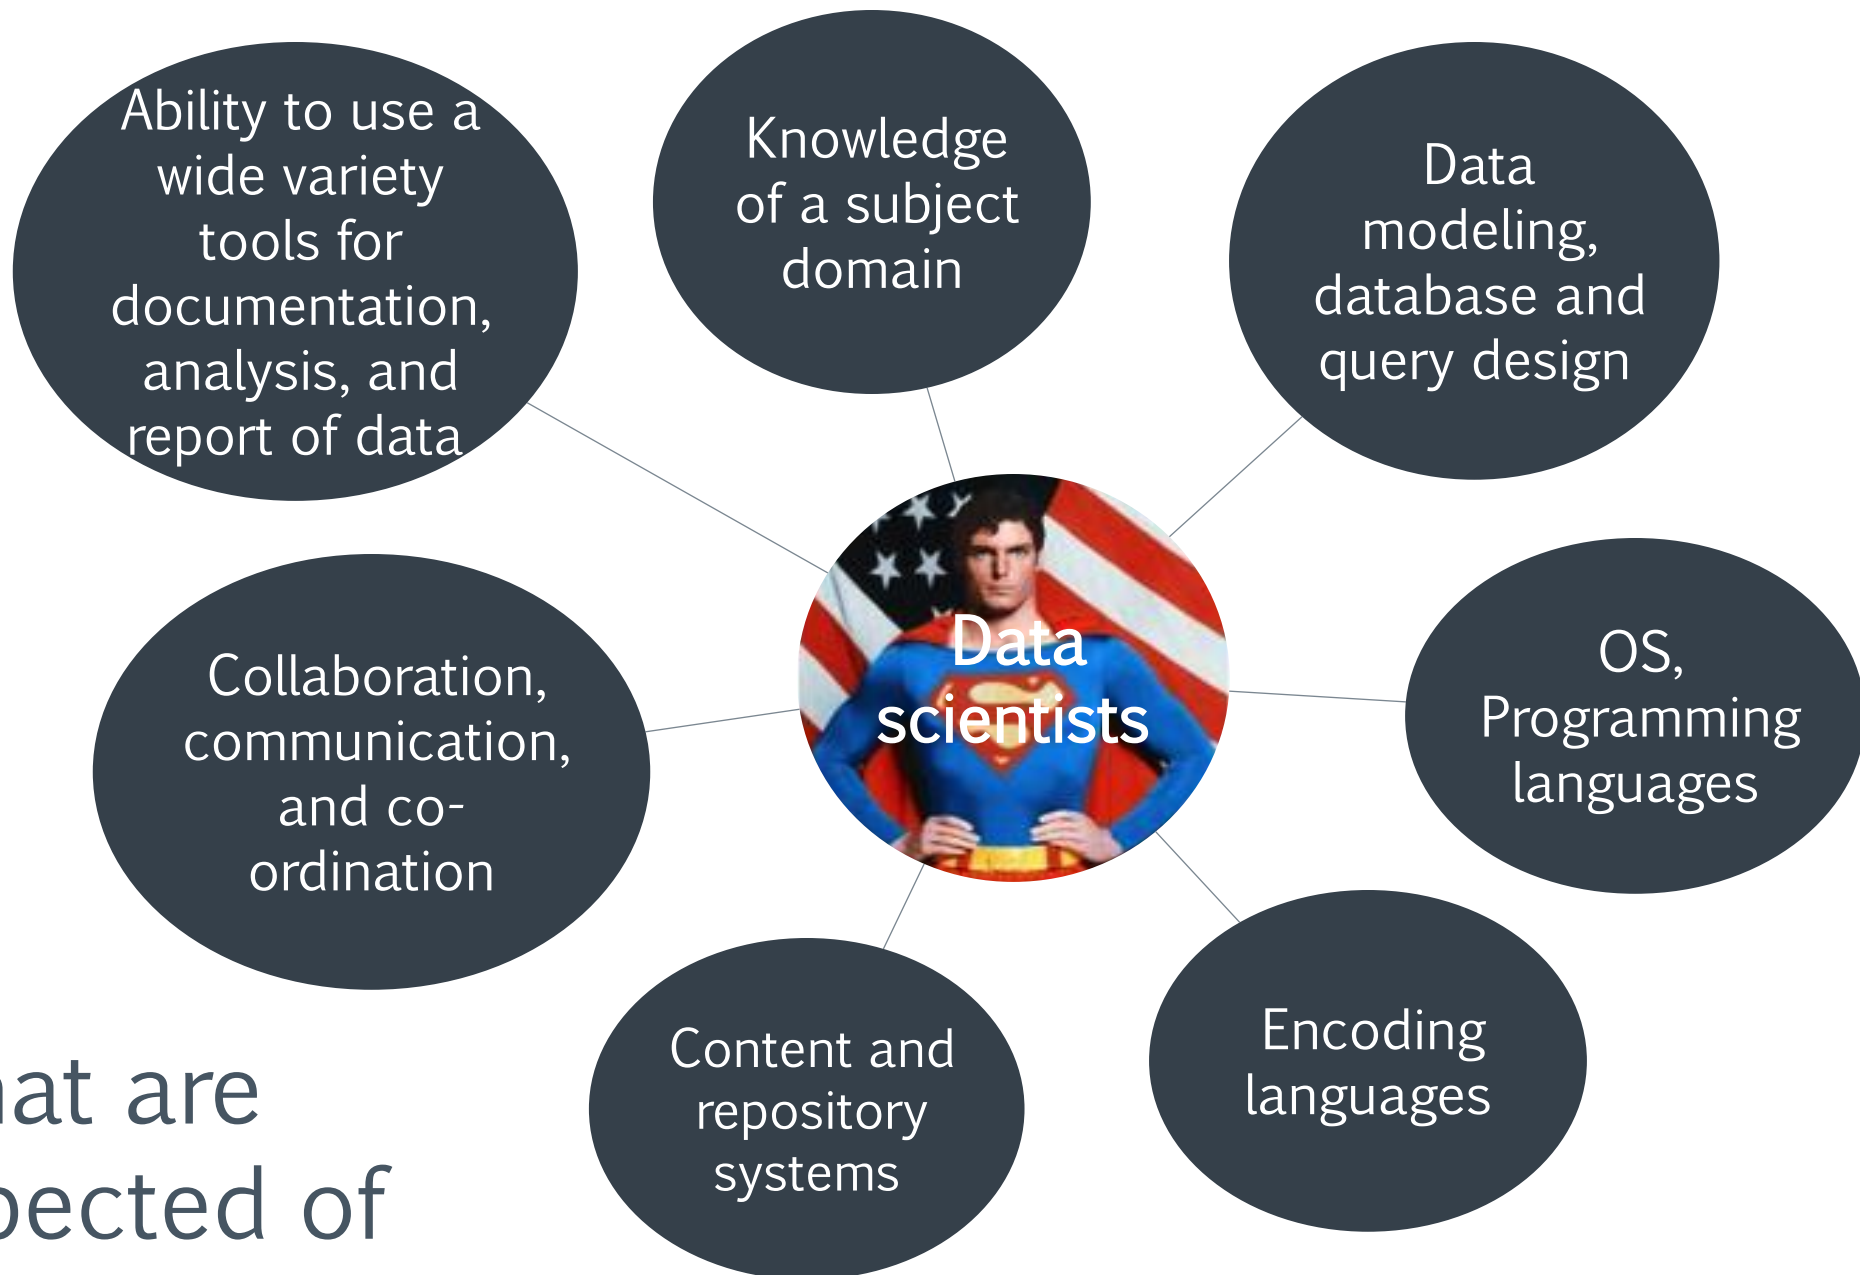 Ability to use a
wide variety
tools for
documentation,
analysis, and
report of data
Knowledge
of a subject
domain
Data
modeling,
database and
query design
Data
scientists
OS,
Programming
languages
Collaboration,
communication,
and co-
ordination
Content and
repository
systems
Encoding
languages
hat are
pected of